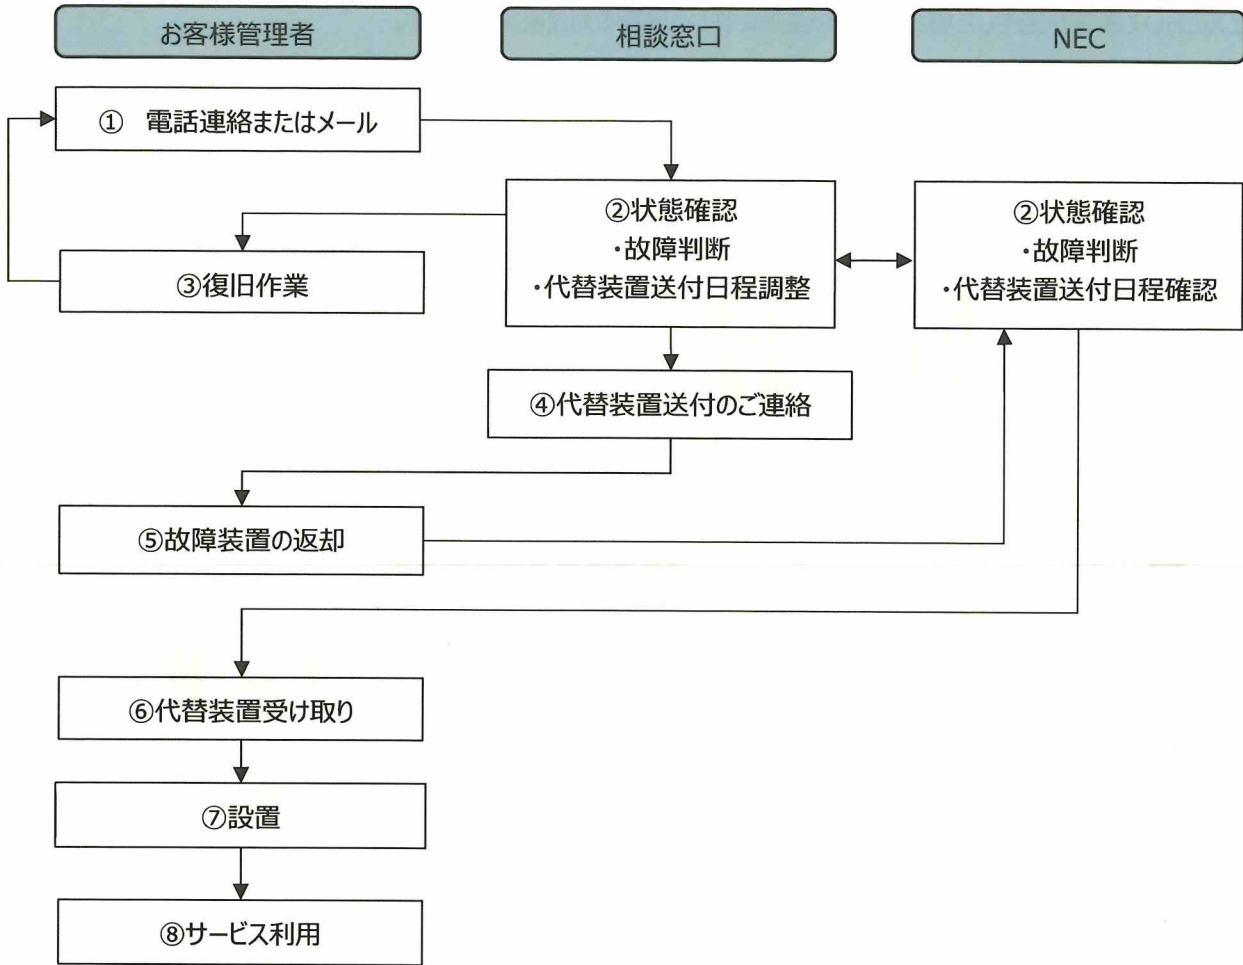 お客様管理者
相談窓口
NEC
① 電話連絡またはメール
②状態確認
・故障判断
・代替装置送付日程調整
②状態確認
・故障判断
・代替装置送付日程確認
③復旧作業
④代替装置送付のご連絡
⑤故障装置の返却
⑥代替装置受け取り
⑦設置
⑧サービス利用